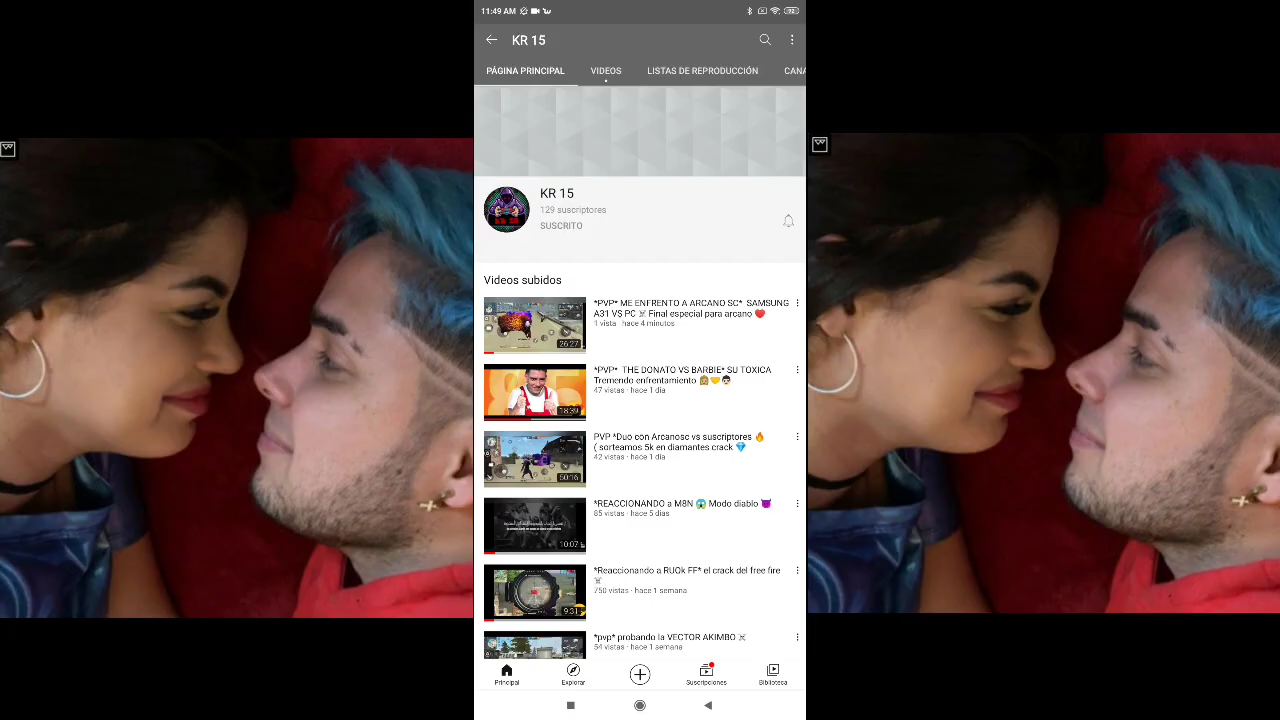 11:49 AM
92
KR 15
PÁGINA PRINCIPAL VIDEOS LISTAS DE REPRODUCCIÓN CANA
KR 15
129 suscriptores
SUSCRITO
Videos subidos
*PVP* ME ENFRENTO A ARCANO SC* SAMSUNG
A31 VS PC ☠️ Final especial para arcano ❤️
1 vista · hace 4 minutos
26:27
*PVP* THE DONATO VS BARBIE* SU TOXICA
Tremendo enfrentamiento 👸🏼🤝🧛🏻
47 vistas · hace 1 día
18:39
PVP *Duo con Arcanosc vs suscriptores 🔥
( sorteamos 5k en diamantes crack 💎
42 vistas · hace 1 día
50:16
*REACCIONANDO a M8N 😱 Modo diablo 😈
85 vistas · hace 5 días
10:07
*Reaccionando a RUOk FF* el crack del free fire
☠️
750 vistas · hace 1 semana
9:31
*pvp* probando la VECTOR AKIMBO ☠️
54 vistas · hace 1 semana
Principal Explorar Suscripciones Biblioteca